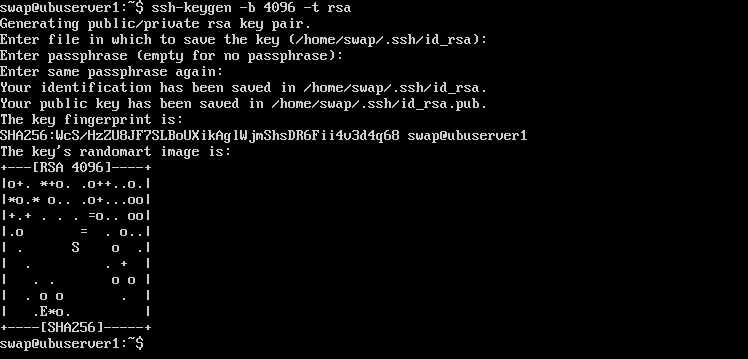 swap@ubuserver1:~$ ssh-keygen -b 4096 -t rsa
Generating public/private rsa key pair.
Enter file in which to save the key (/home/swap/.ssh/id_rsa):
Enter passphrase (empty for no passphrase):
Enter same passphrase again:
Your identification has been saved in /home/swap/.ssh/id_rsa.
Your public key has been saved in /home/swap/.ssh/id_rsa.pub.
The key fingerprint is:
SHA256:WcS/HzZU8JF7SLBoUXikAglWjmShsDR6Fii4v3d4q68 swap@ubuserver1
The key's randomart image is:
+---[RSA 4096]----+
|o+. *+o. .o++..o.|
|*o.* o.. .o+...oo|
|+.+ . . . =o.. oo|
|.o       =  . o..|
| .      S    o  .|
|  .         . +  |
|   . .       o o |
|  . o o       .  |
|   .E*o.         |
+----[SHA256]-----+
swap@ubuserver1:~$